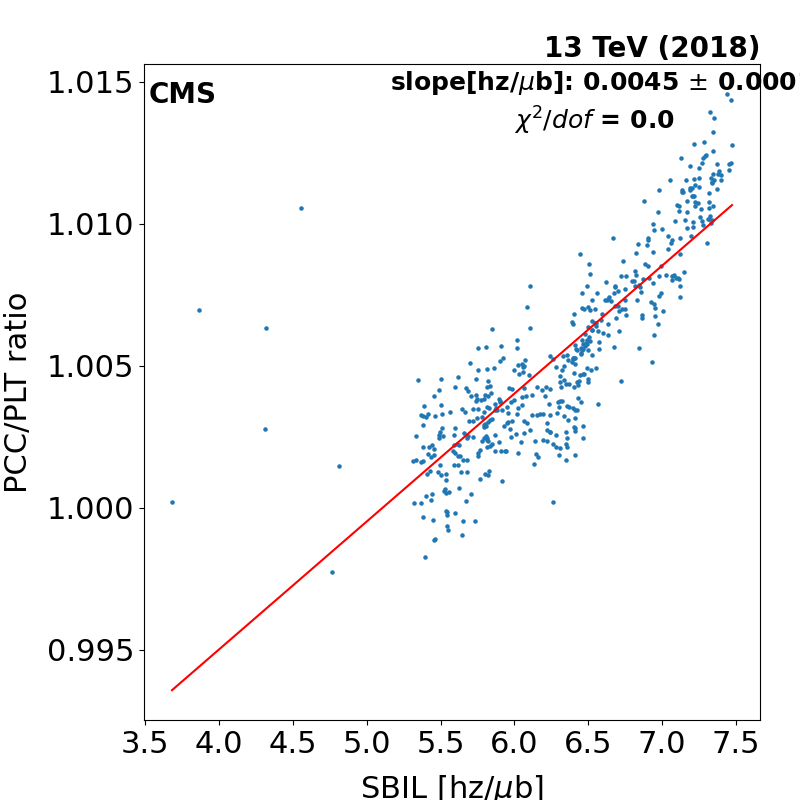 13 TeV (2018)
CMS
slope[hz/μb]: 0.0045 ± 0.000
χ²/dof = 0.0
PCC/PLT ratio
1.015
1.010
1.005
1.000
0.995
3.5 4.0 4.5 5.0 5.5 6.0 6.5 7.0 7.5
SBIL [hz/μb]